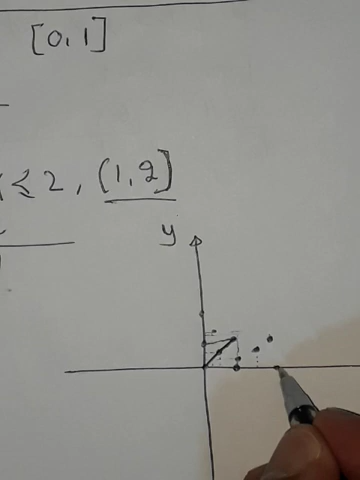 [0,1]
≤ 2, (1,2]
y